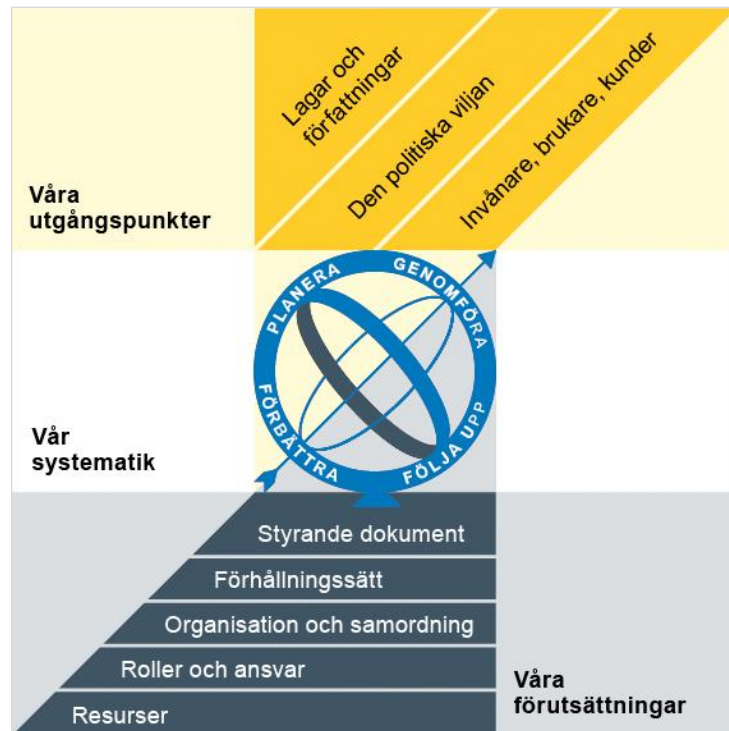 Lagar och
författningar
Den politiska viljan
Invånare, brukare, kunder
Våra
utgångspunkter
PLANERA
GENOMFÖRA
FÖLJA UPP
FÖRBÄTTRA
Vår
systematik
Styrande dokument
Förhållningssätt
Organisation och samordning
Roller och ansvar
Resurser
Våra
förutsättningar